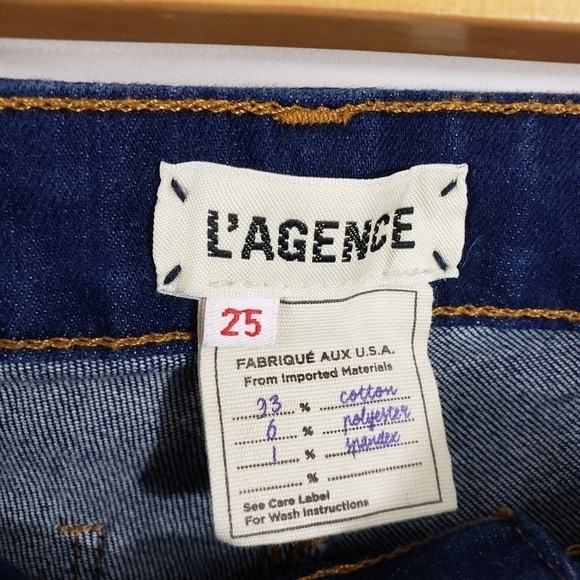 L'AGENCE
25
FABRIQUÉ AUX U.S.A.
From Imported Materials
93 % cotton
6 % polyester
1 % spandex
%
See Care Label
For Wash Instructions